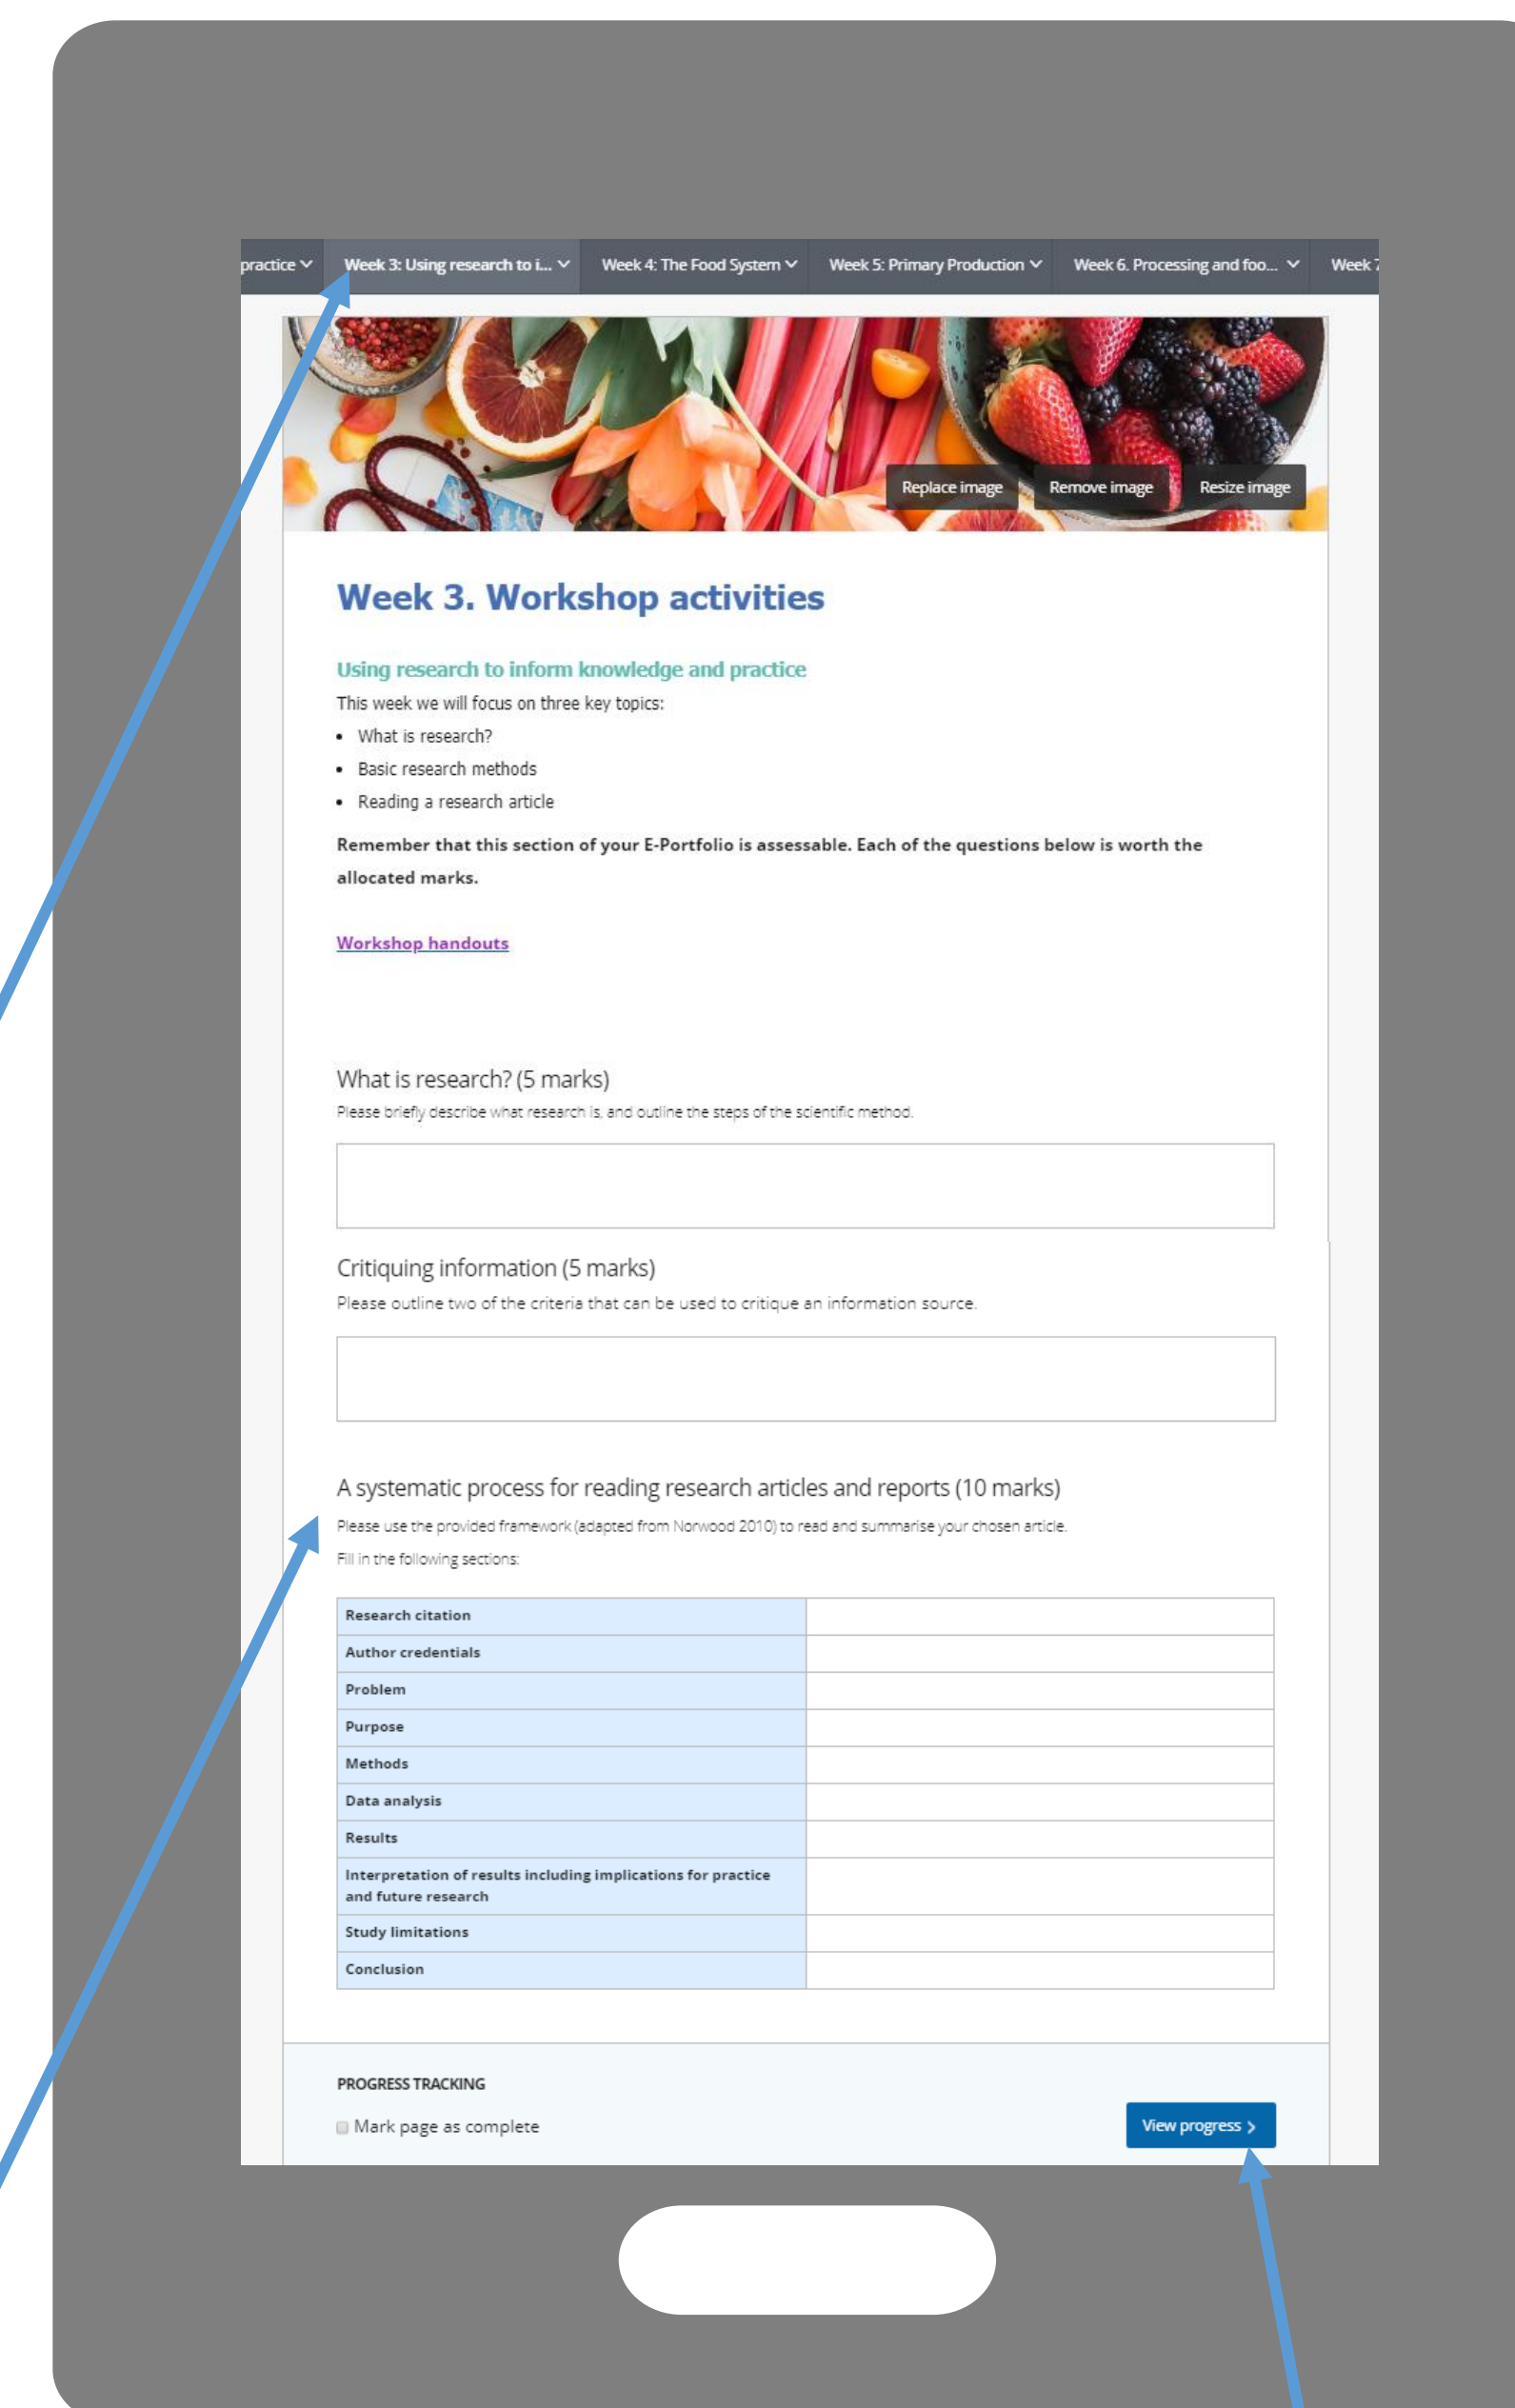 practice Week 3: Using research to i... Week 4: The Food System Week 5: Primary Production Week 6. Processing and foo... Week 7
Replace image Remove image Resize image
Week 3. Workshop activities
Using research to inform knowledge and practice
This week we will focus on three key topics:
• What is research?
• Basic research methods
• Reading a research article
Remember that this section of your E-Portfolio is assessable. Each of the questions below is worth the
allocated marks.
Workshop handouts
What is research? (5 marks)
Please briefly describe what research is, and outline the steps of the scientific method.
Critiquing information (5 marks)
Please outline two of the criteria that can be used to critique an information source.
A systematic process for reading research articles and reports (10 marks)
Please use the provided framework (adapted from Norwood 2010) to read and summarise your chosen article.
Fill in the following sections:
Research citation
Author credentials
Problem
Purpose
Methods
Data analysis
Results
Interpretation of results including implications for practice
and future research
Study limitations
Conclusion
PROGRESS TRACKING
Mark page as complete
View progress >